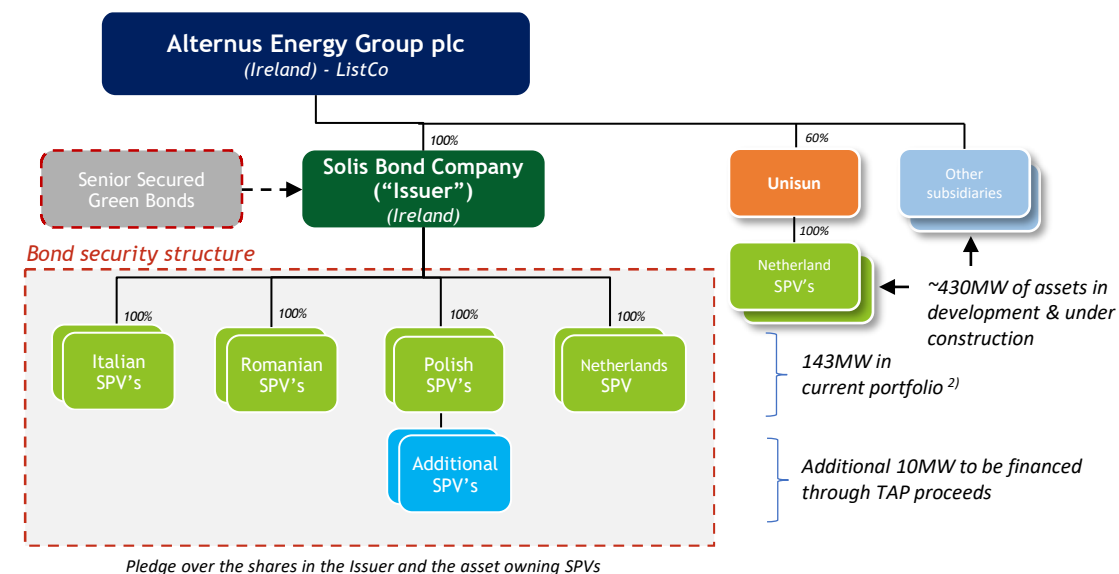 Alternus Energy Group plc
(Ireland) - ListCo
100%
60%
Senior Secured
Green Bonds
Solis Bond Company
(“Issuer”)
(Ireland)
Unisun
Other
subsidiaries
100%
Bond security structure
Netherland
SPV's
~430MW of assets in
development & under
construction
100%
100%
100%
100%
Italian
SPV’s
Romanian
SPV’s
Polish
SPV’s
Netherlands
SPV
143MW in
current portfolio 2)
Additional
SPV’s
Additional 10MW to be financed
through TAP proceeds
Pledge over the shares in the Issuer and the asset owning SPVs